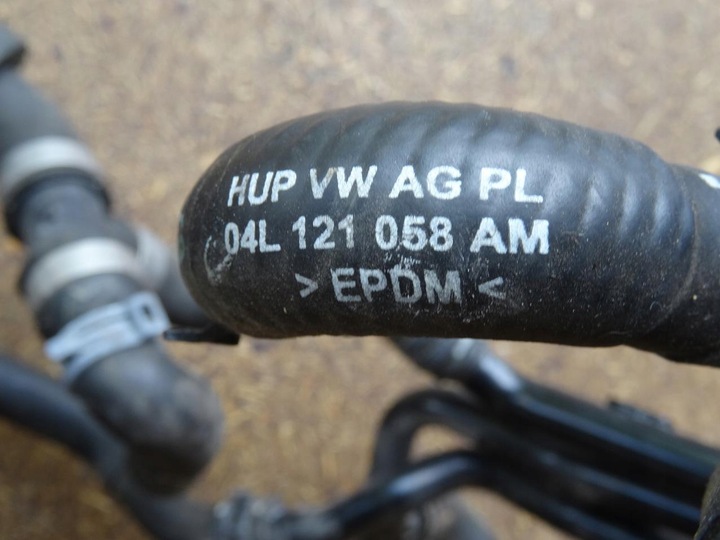 HUP VW AG PL
04L 121 058 AM
> EPDM <